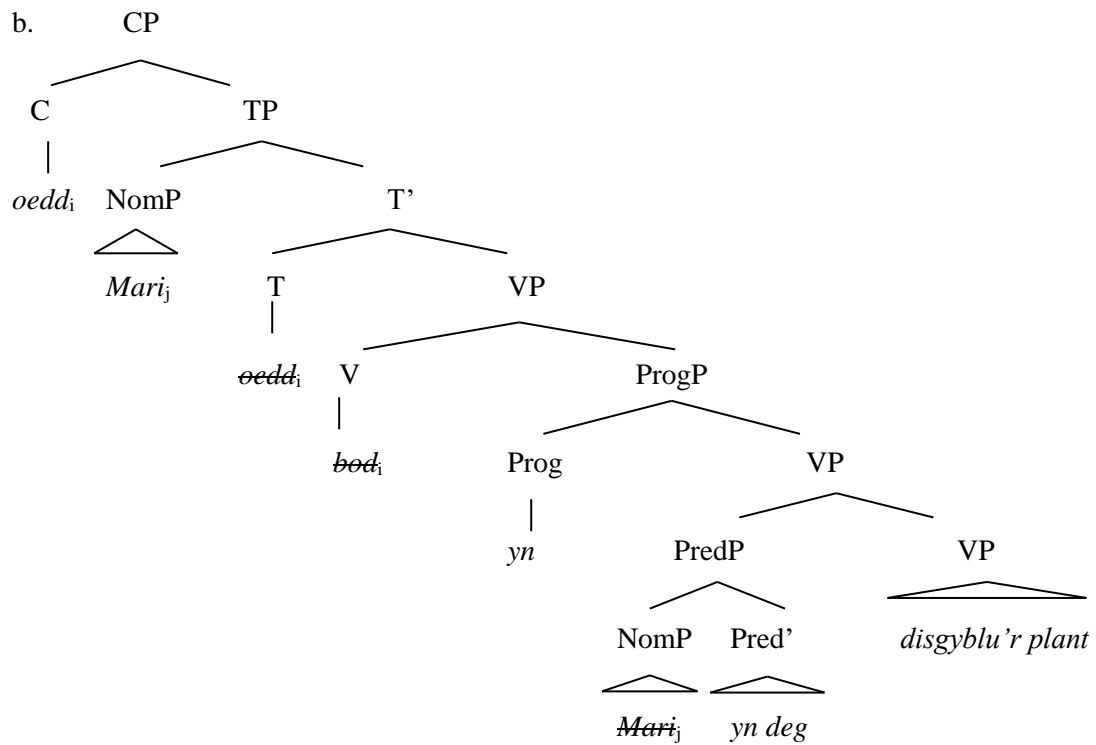 b. CP
C TP
oeddᵢ NomP T’
Mariⱼ T VP
oeddᵢ V ProgP
bodᵢ Prog VP
yn PredP VP
NomP Pred’ disgyblu’r plant
Mariⱼ yn deg